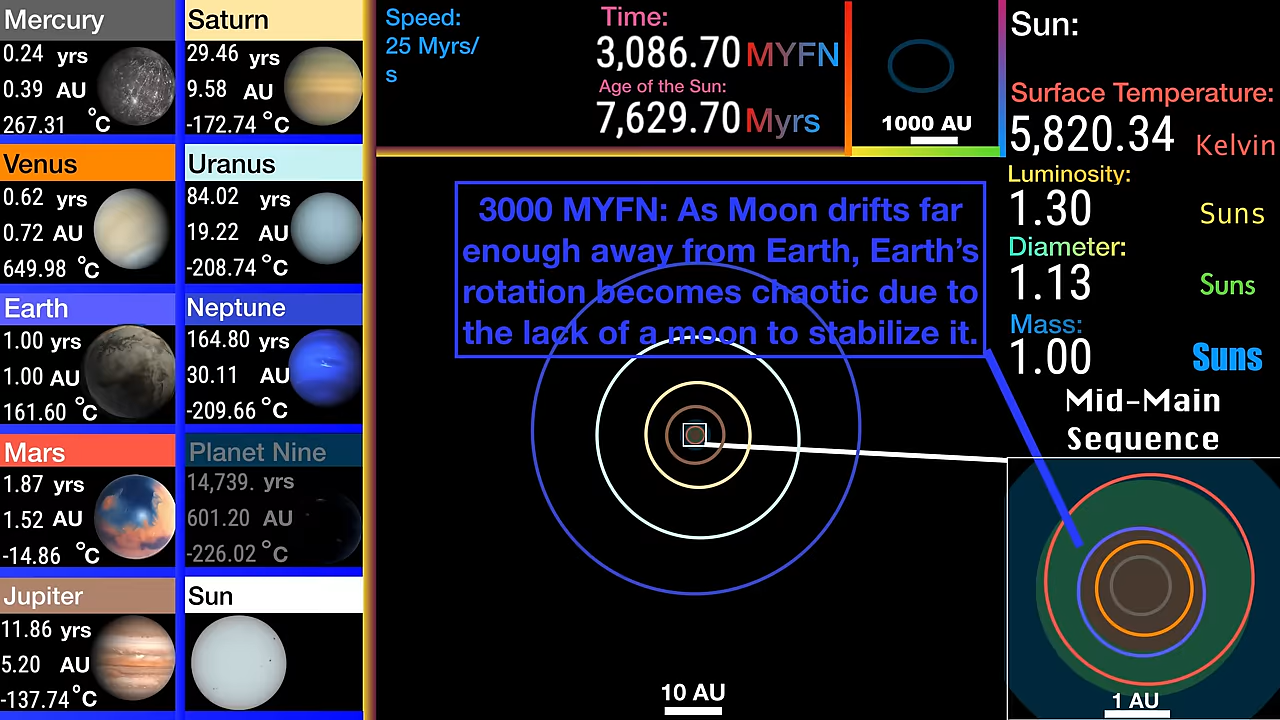 Mercury
0.24 yrs
0.39 AU
267.31 °C
Venus
0.62 yrs
0.72 AU
649.98 °C
Earth
1.00 yrs
1.00 AU
161.60 °C
Mars
1.87 yrs
1.52 AU
-14.86 °C
Jupiter
11.86 yrs
5.20 AU
-137.74 °C
Saturn
29.46 yrs
9.58 AU
-172.74 °C
Uranus
84.02 yrs
19.22 AU
-208.74 °C
Neptune
164.80 yrs
30.11 AU
-209.66 °C
Planet Nine
14,739. yrs
601.20 AU
-226.02 °C
Sun
Speed:
25 Myrs/
s
Time:
3,086.70 MYFN
Age of the Sun:
7,629.70 Myrs
1000 AU
3000 MYFN: As Moon drifts far
enough away from Earth, Earth’s
rotation becomes chaotic due to
the lack of a moon to stabilize it.
10 AU
Sun:
Surface Temperature:
5,820.34 Kelvin
Luminosity:
1.30 Suns
Diameter:
1.13 Suns
Mass:
1.00 Suns
Mid-Main
Sequence
1 AU